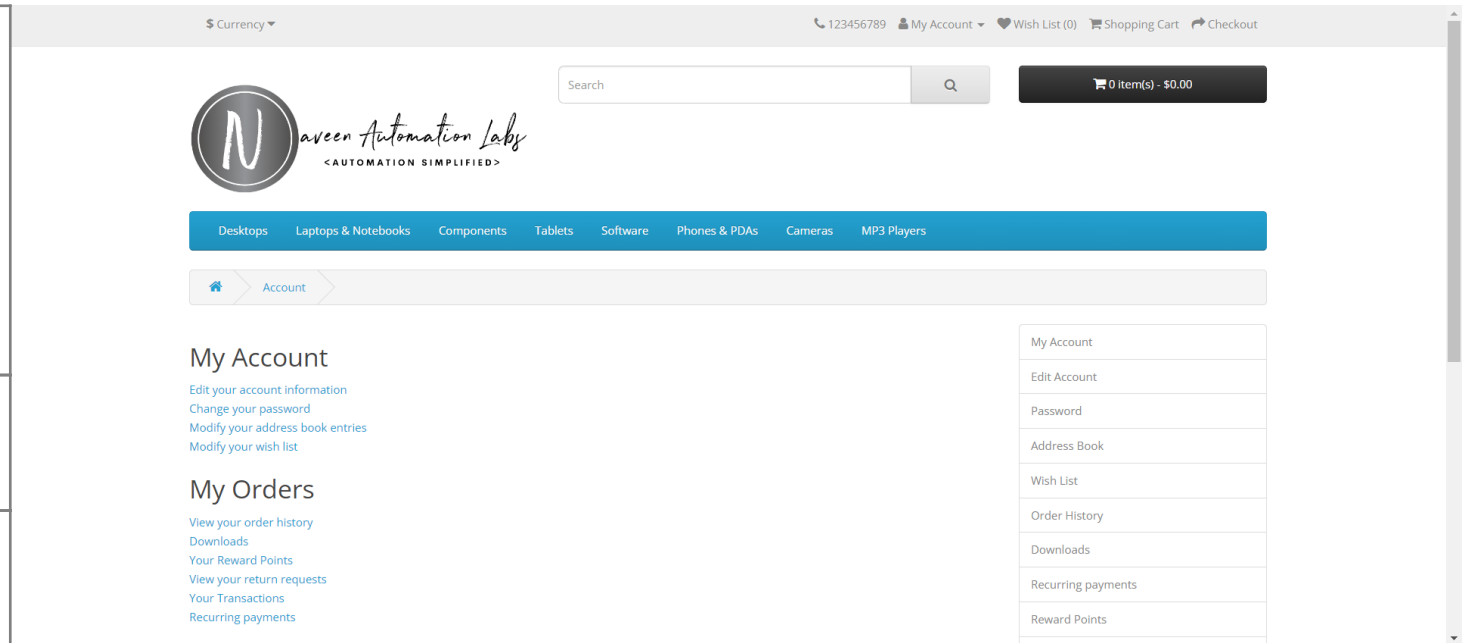 $ Currency
123456789 My Account Wish List (0) Shopping Cart Checkout
Search
0 item(s) - $0.00
N
aveen Automation Labs
<AUTOMATION SIMPLIFIED>
Desktops Laptops & Notebooks Components Tablets Software Phones & PDAs Cameras MP3 Players
Account
My Account
Edit your account information
Change your password
Modify your address book entries
Modify your wish list
My Orders
View your order history
Downloads
Your Reward Points
View your return requests
Your Transactions
Recurring payments
My Account
Edit Account
Password
Address Book
Wish List
Order History
Downloads
Recurring payments
Reward Points